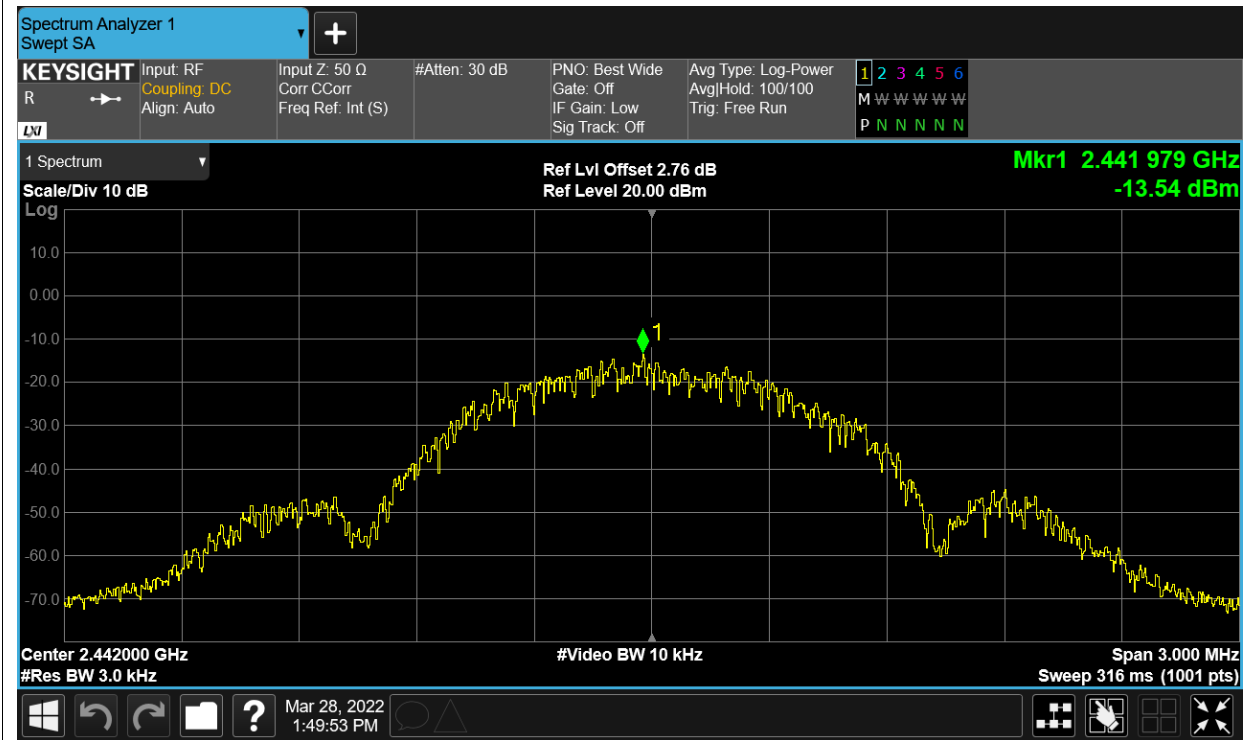 Spectrum Analyzer 1
Swept SA
KEYSIGHT
R
LXI
Input: RF
Coupling: DC
Align: Auto
Input Z: 50 Ω
Corr CCorr
Freq Ref: Int (S)
#Atten: 30 dB
PNO: Best Wide
Gate: Off
IF Gain: Low
Sig Track: Off
Avg Type: Log-Power
Avg|Hold: 100/100
Trig: Free Run
1 2 3 4 5 6
M W W W W W
P N N N N N
1 Spectrum
Scale/Div 10 dB
Log
Ref Lvl Offset 2.76 dB
Ref Level 20.00 dBm
Mkr1 2.441 979 GHz
-13.54 dBm
10.0
0.00
-10.0
-20.0
-30.0
-40.0
-50.0
-60.0
-70.0
1
Center 2.442000 GHz
#Res BW 3.0 kHz
#Video BW 10 kHz
Span 3.000 MHz
Sweep 316 ms (1001 pts)
?
Mar 28, 2022
1:49:53 PM